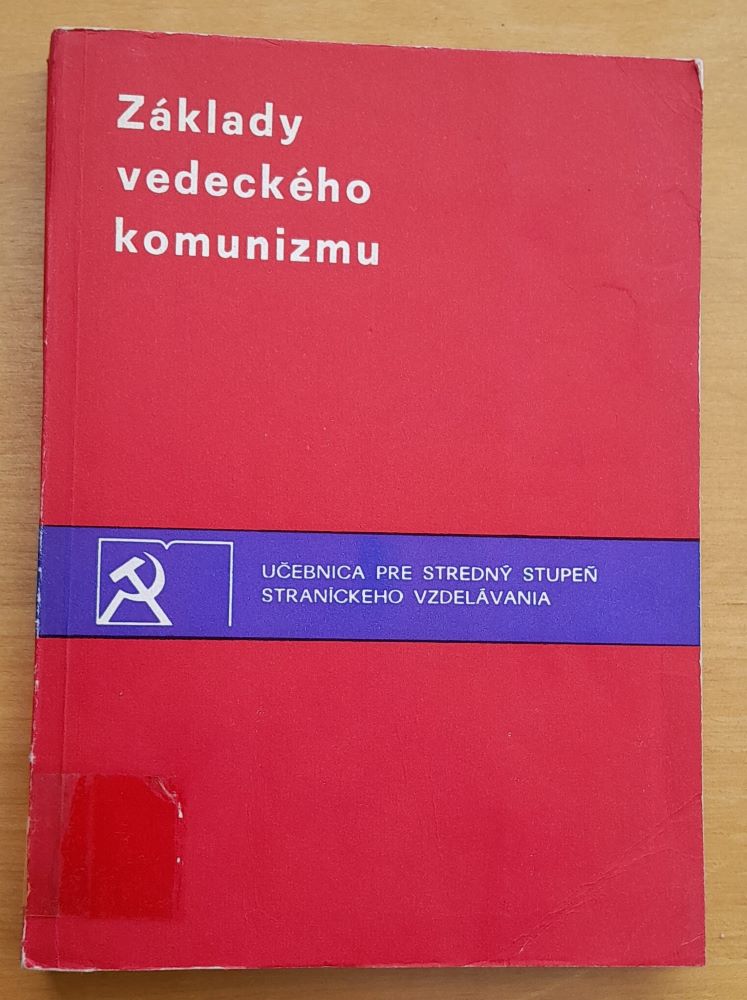 Základy
vedeckého
komunizmu
UČEBNICA PRE STREDNÝ STUPEŇ
STRANÍCKEHO VZDELÁVANIA